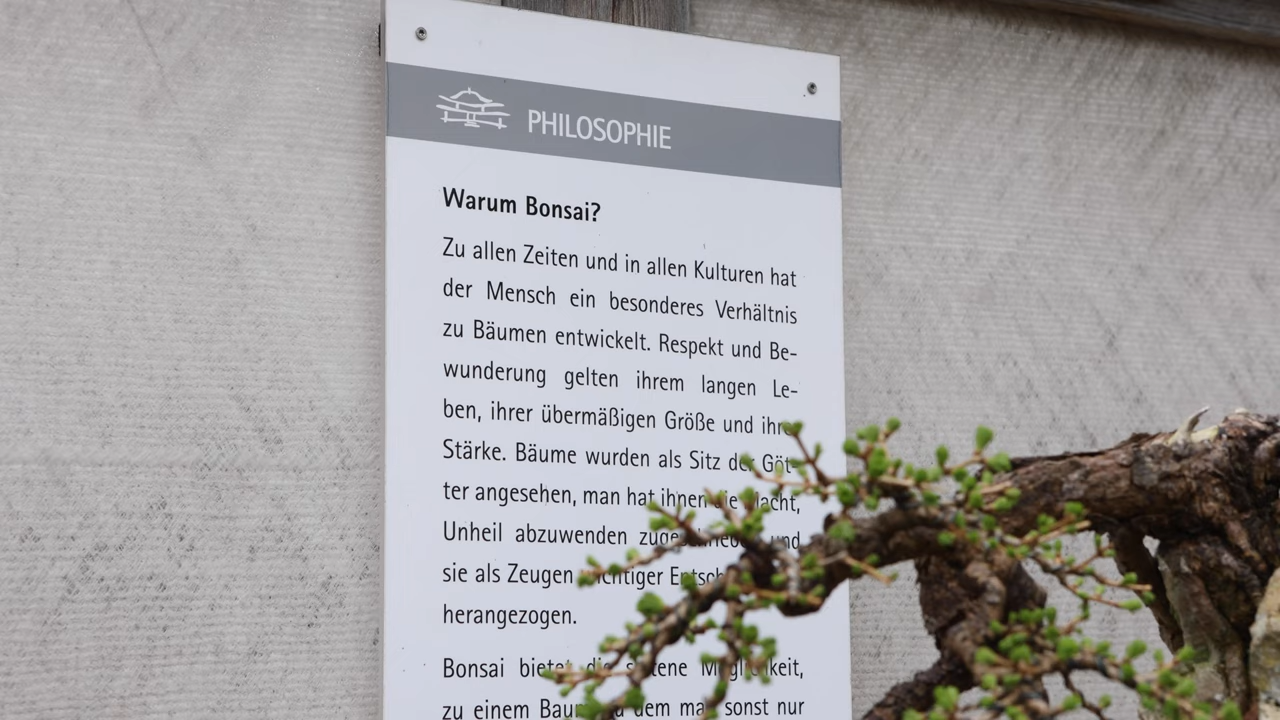 PHILOSOPHIE
Warum Bonsai?
Zu allen Zeiten und in allen Kulturen hat
der Mensch ein besonderes Verhältnis
zu Bäumen entwickelt. Respekt und Be-
wunderung gelten ihrem langen Le-
ben, ihrer übermäßigen Größe und ihrer
Stärke. Bäume wurden als Sitz der Göt-
ter angesehen, man hat ihnen die Macht,
Unheil abzuwenden und
sie als Zeugen wichtiger
herangezogen.
Bonsai bietet die seltene Möglichkeit,
zu einem Baum zu dem man sonst nur